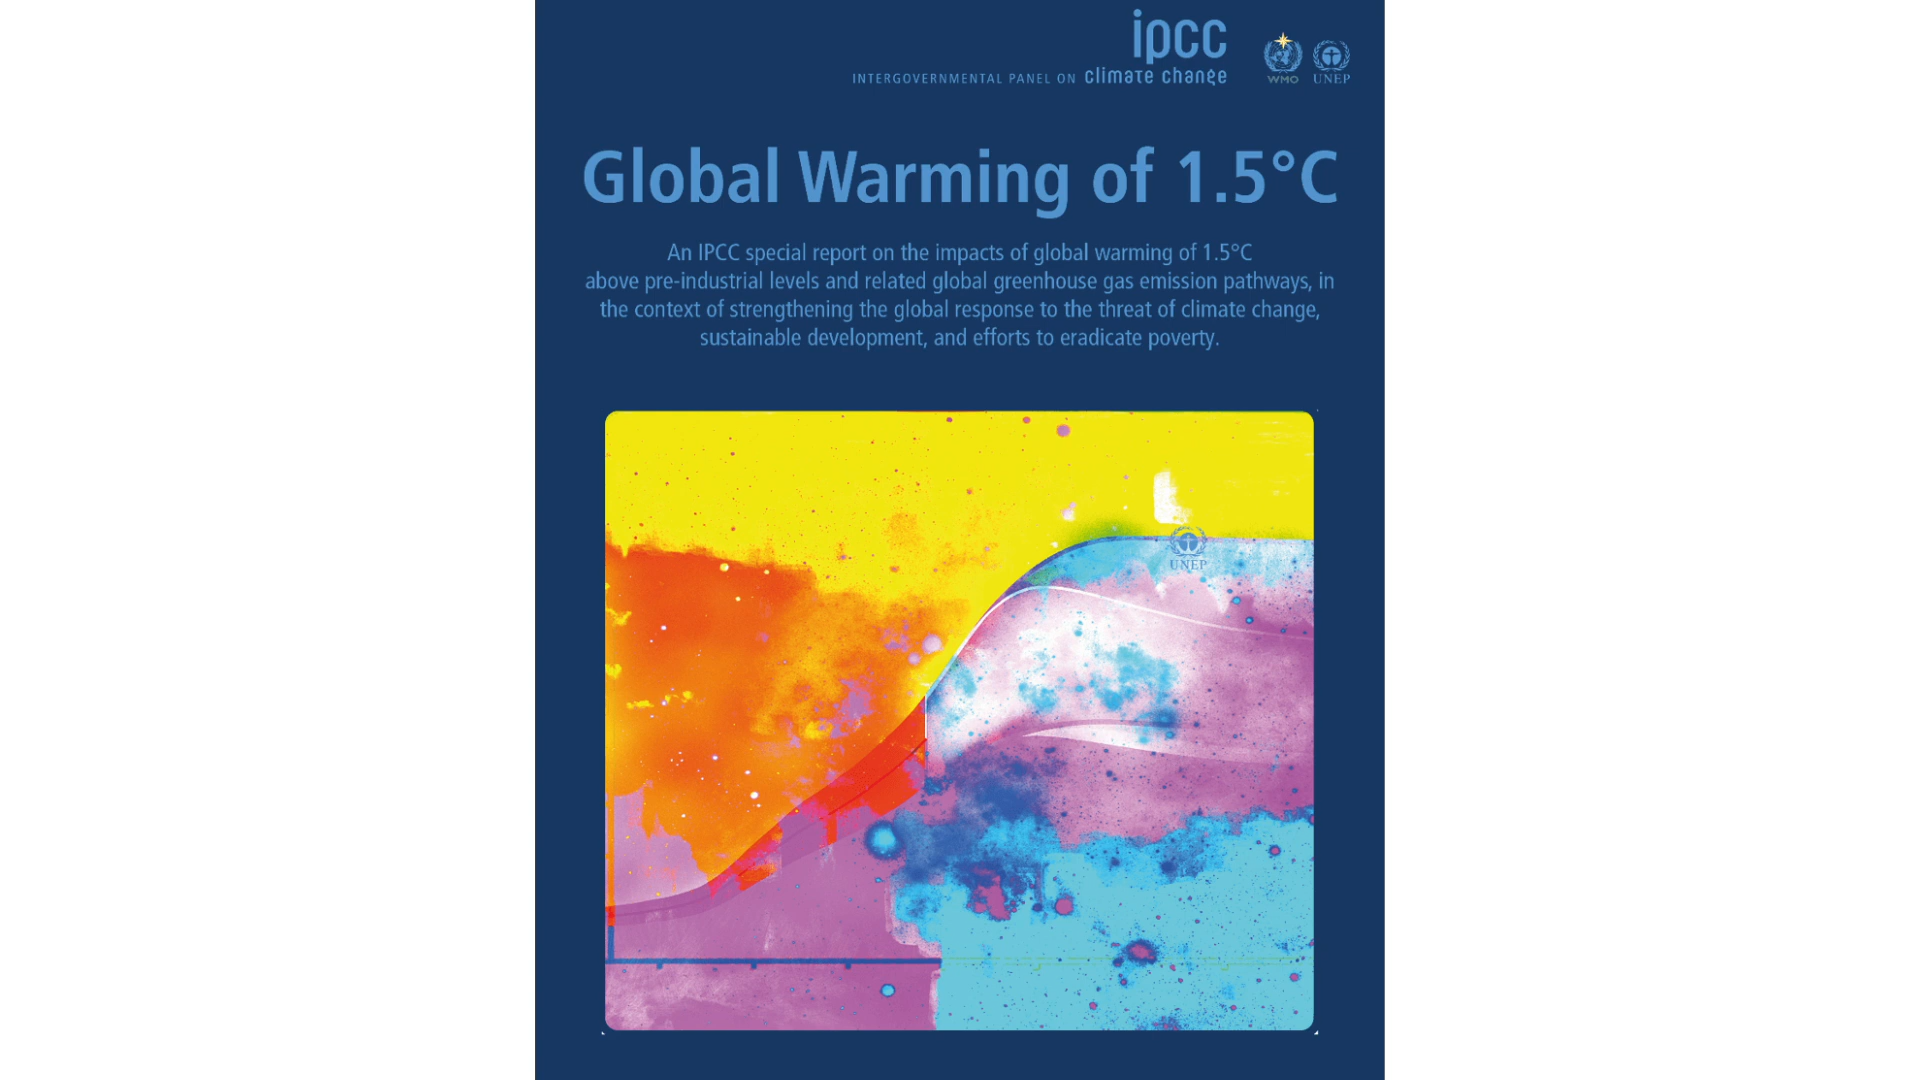 ipcc
INTERGOVERNMENTAL PANEL ON climate change
WMO UNEP
Global Warming of 1.5°C
An IPCC special report on the impacts of global warming of 1.5°C
above pre-industrial levels and related global greenhouse gas emission pathways, in
the context of strengthening the global response to the threat of climate change,
sustainable development, and efforts to eradicate poverty.
UNEP